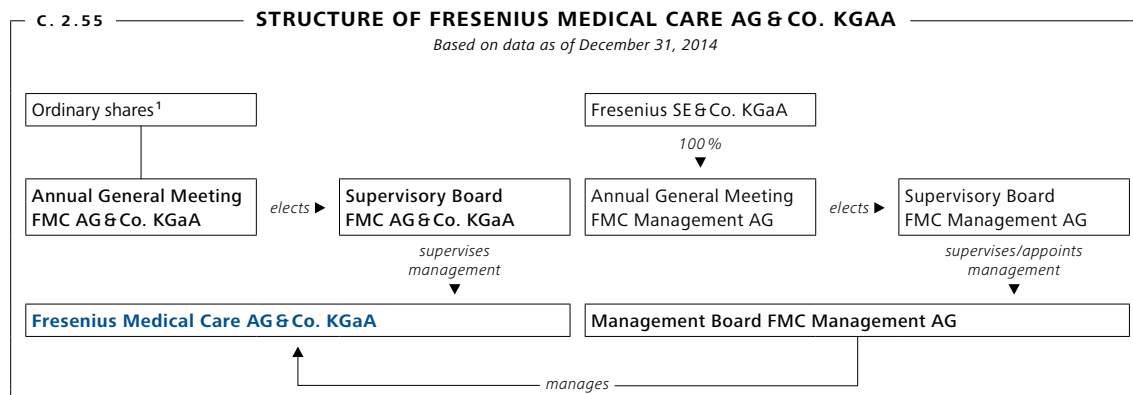 C. 2.55
STRUCTURE OF FRESENIUS MEDICAL CARE AG & CO. KGAA
Based on data as of December 31, 2014
Ordinary shares¹
Fresenius SE & Co. KGaA
100 %
Annual General Meeting
FMC AG & Co. KGaA
elects ►
Supervisory Board
FMC AG & Co. KGaA
Annual General Meeting
FMC Management AG
elects ►
Supervisory Board
FMC Management AG
supervises
management
supervises/appoints
management
Fresenius Medical Care AG & Co. KGaA
Management Board FMC Management AG
manages